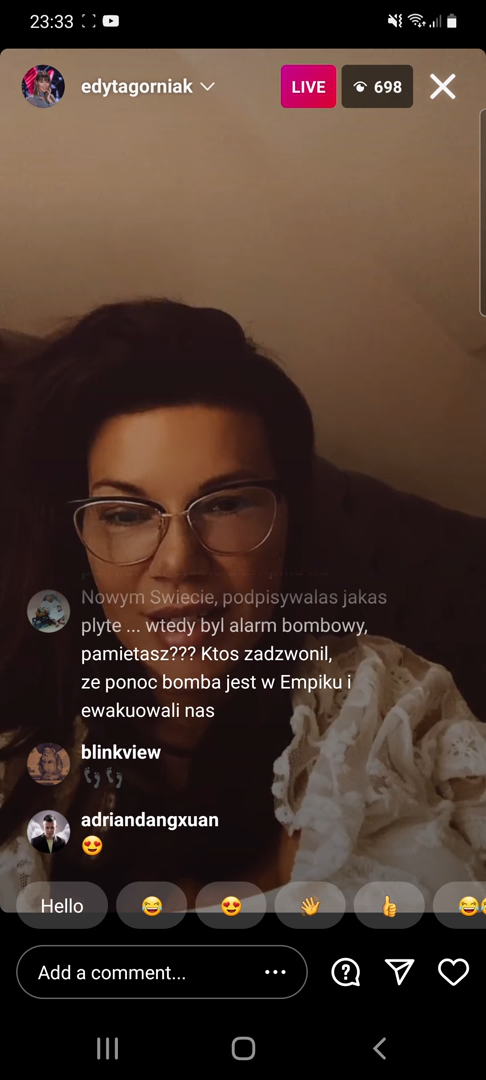 23:33
edytagorniak
LIVE
698
Nowym Swiecie, podpisywalas jakas
plyte ... wtedy byl alarm bombowy,
pamietasz??? Ktos zadzwonil,
ze ponoc bomba jest w Empiku i
ewakuowali nas
blinkview
👣👣
adriandangxuan
😍
Hello 😂 😍 👋 👍 😂
Add a comment...